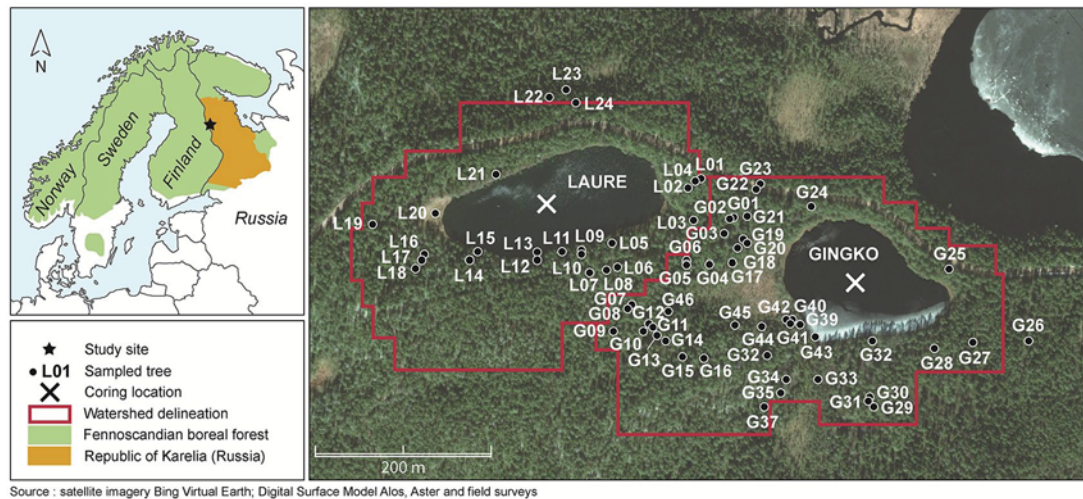 N
Norway
Sweden
Finland
Russia
Study site
L01 Sampled tree
Coring location
Watershed delineation
Fennoscandian boreal forest
Republic of Karelia (Russia)
L23
L22
L24
L21
LAURE
L04 L01
L02
G23
G22
G24
L19
L20
L03
G02 G01
G21
G03
G19
L16
L15
L13
L11
L09
L05
G06
G20
GINGKO
L17
L18
L14
L12
L10
L06
G05
G04
G18
G17
G25
L07
L08
G07
G08
G46
G12
G45
G42
G40
G39
G09
G11
G10
G14
G44
G41
G43
G26
G13
G32
G32
G27
G28
G15
G16
G34
G33
G35
G30
G31
G29
G37
200 m
Source : satellite imagery Bing Virtual Earth; Digital Surface Model Alos, Aster and field surveys